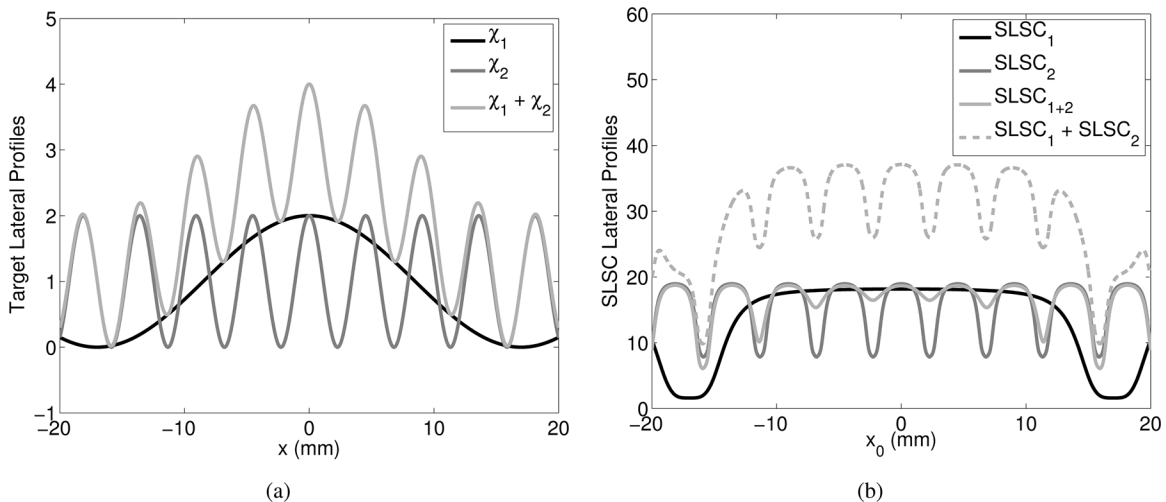 5
4
3
2
1
0
−1
−20
−10
0
10
20
Target Lateral Profiles
x (mm)
χ1
χ2
χ1 + χ2
(a)
60
50
40
30
20
10
0
−20
−10
0
10
20
SLSC Lateral Profiles
x0 (mm)
SLSC1
SLSC2
SLSC1+2
SLSC1 + SLSC2
(b)